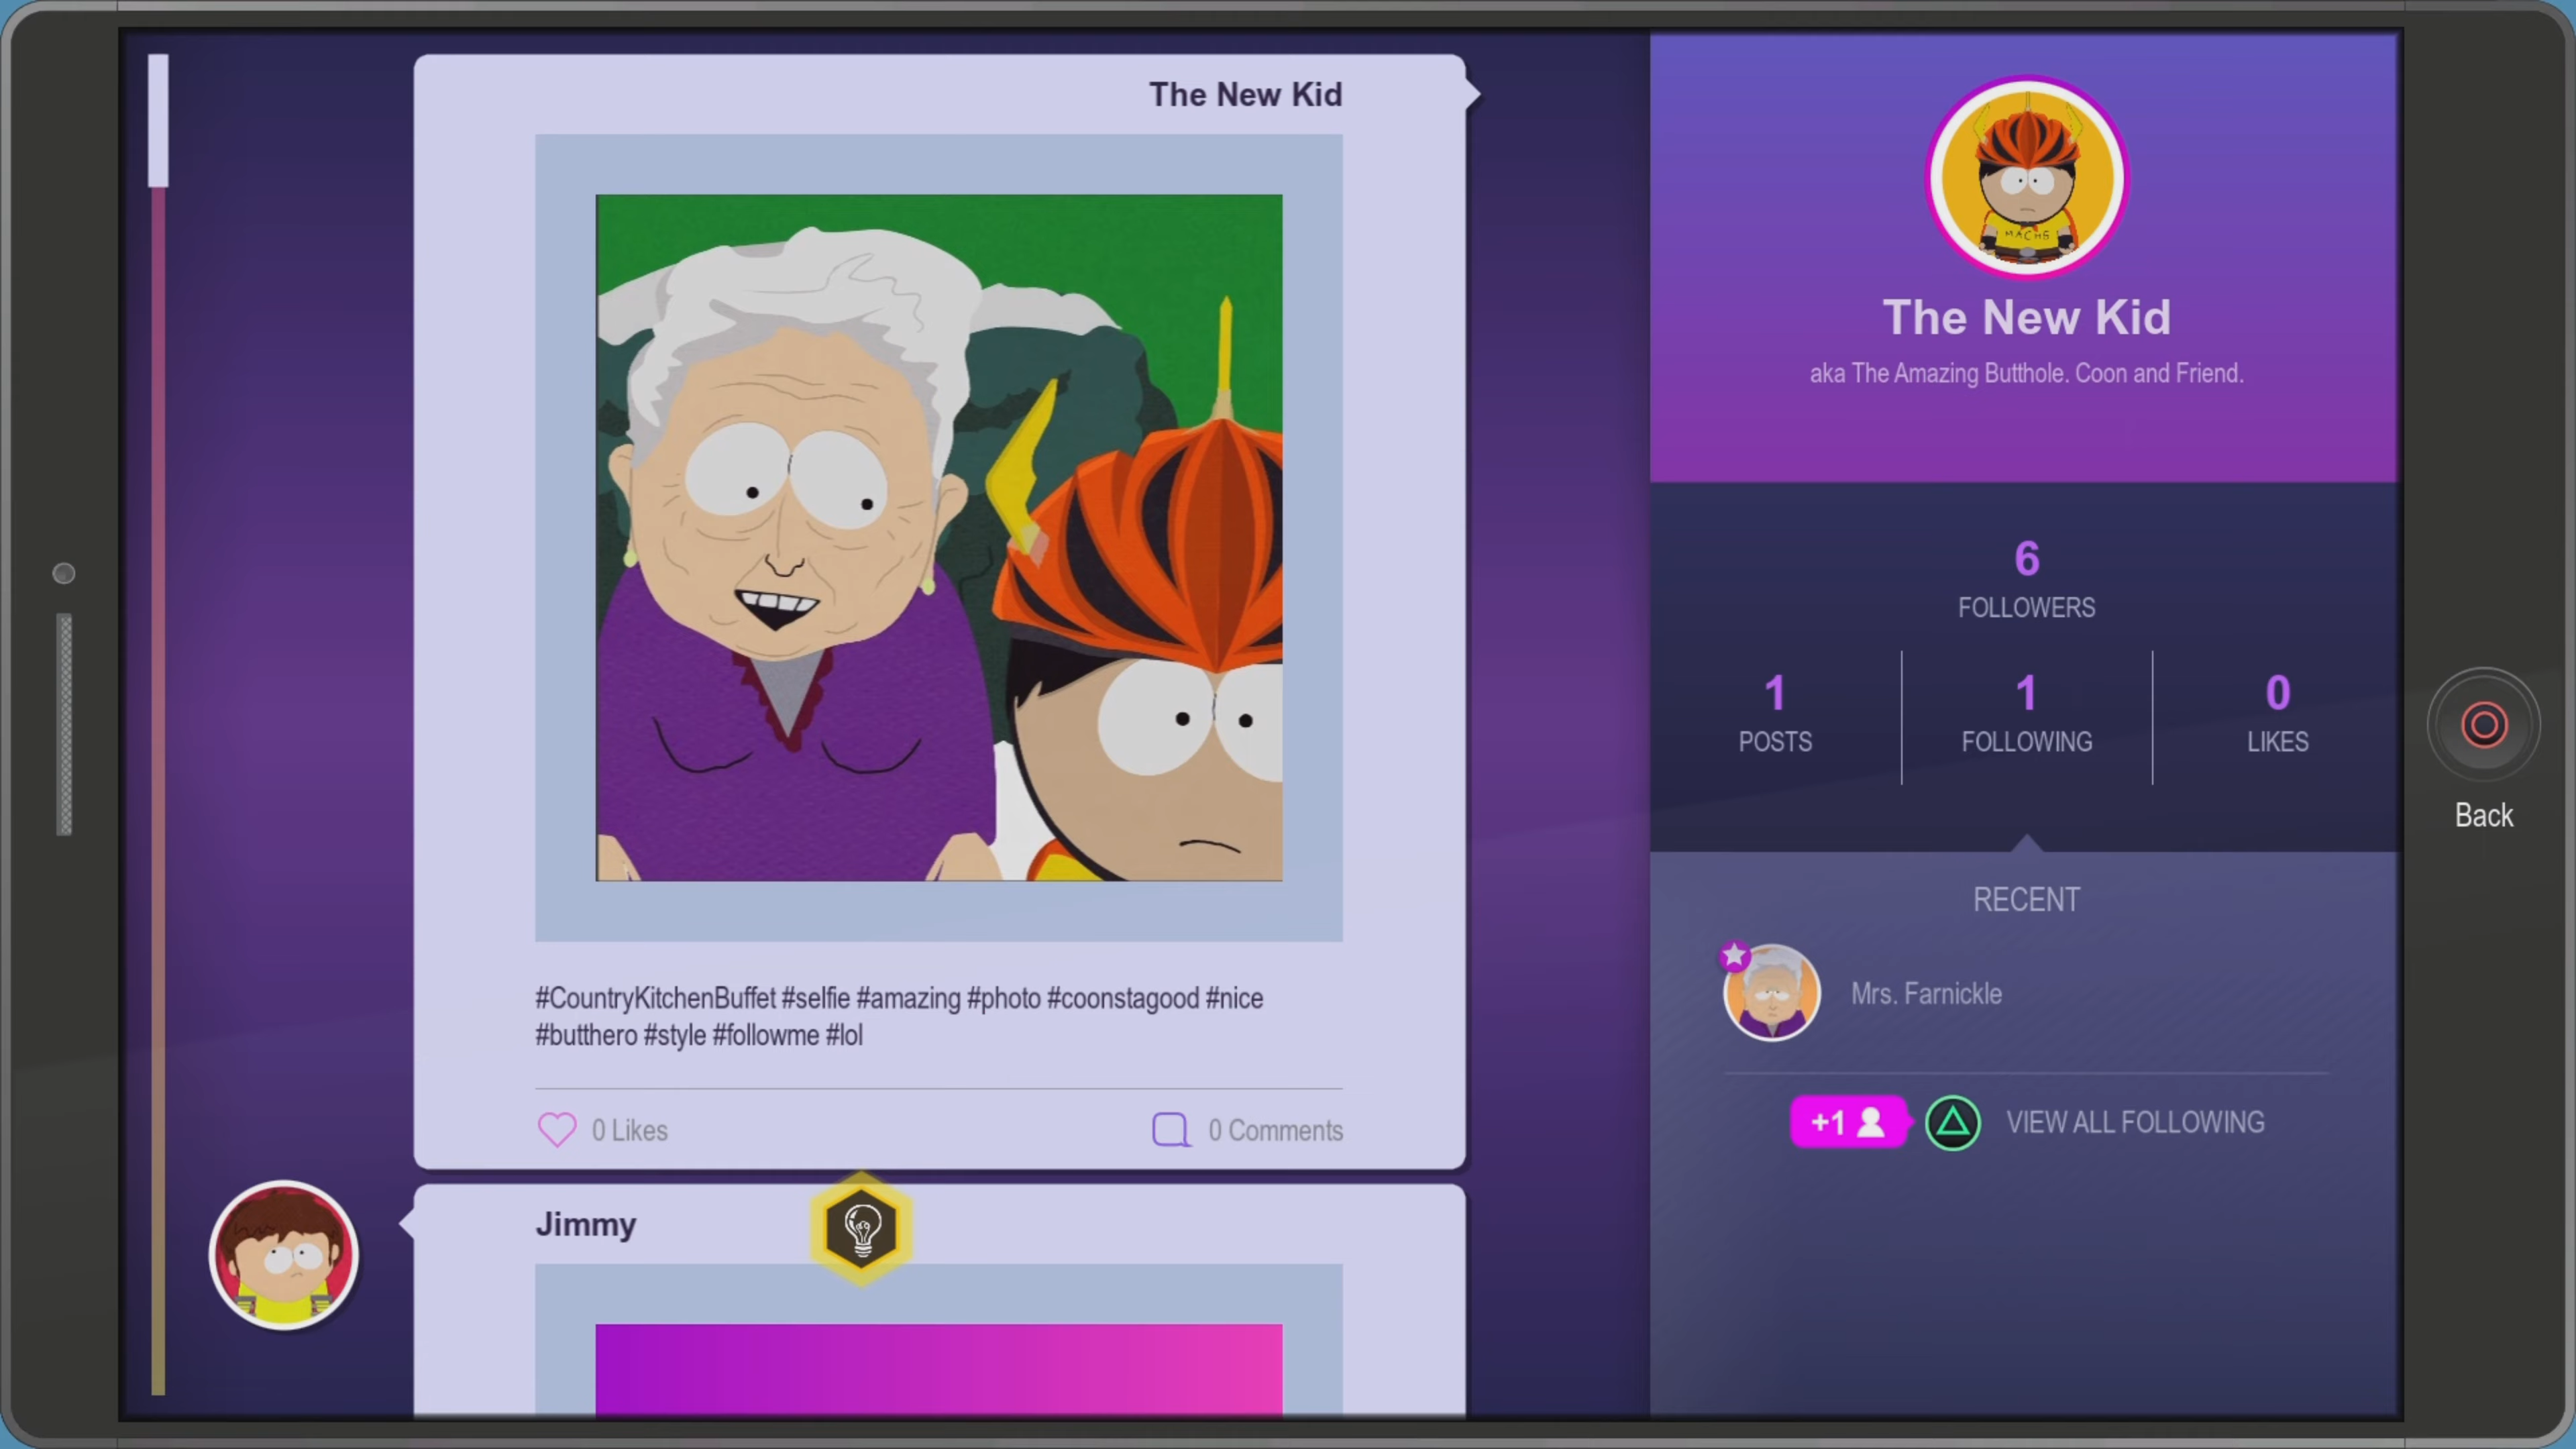 The New Kid
#CountryKitchenBuffet #selfie #amazing #photo #coonstagood #nice
#butthero #style #followme #lol
0 Likes
0 Comments
Jimmy
MACHS
The New Kid
aka The Amazing Butthole. Coon and Friend.
6
FOLLOWERS
1
POSTS
1
FOLLOWING
0
LIKES
RECENT
Mrs. Farnickle
+1
VIEW ALL FOLLOWING
Back